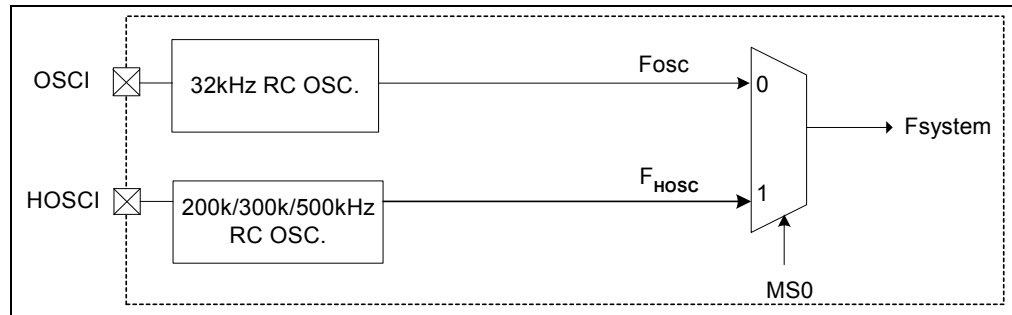 OSCI
32kHz RC OSC.
Fosc
0
Fsystem
HOSCI
200k/300k/500kHz
RC OSC.
FHOSC
1
MS0